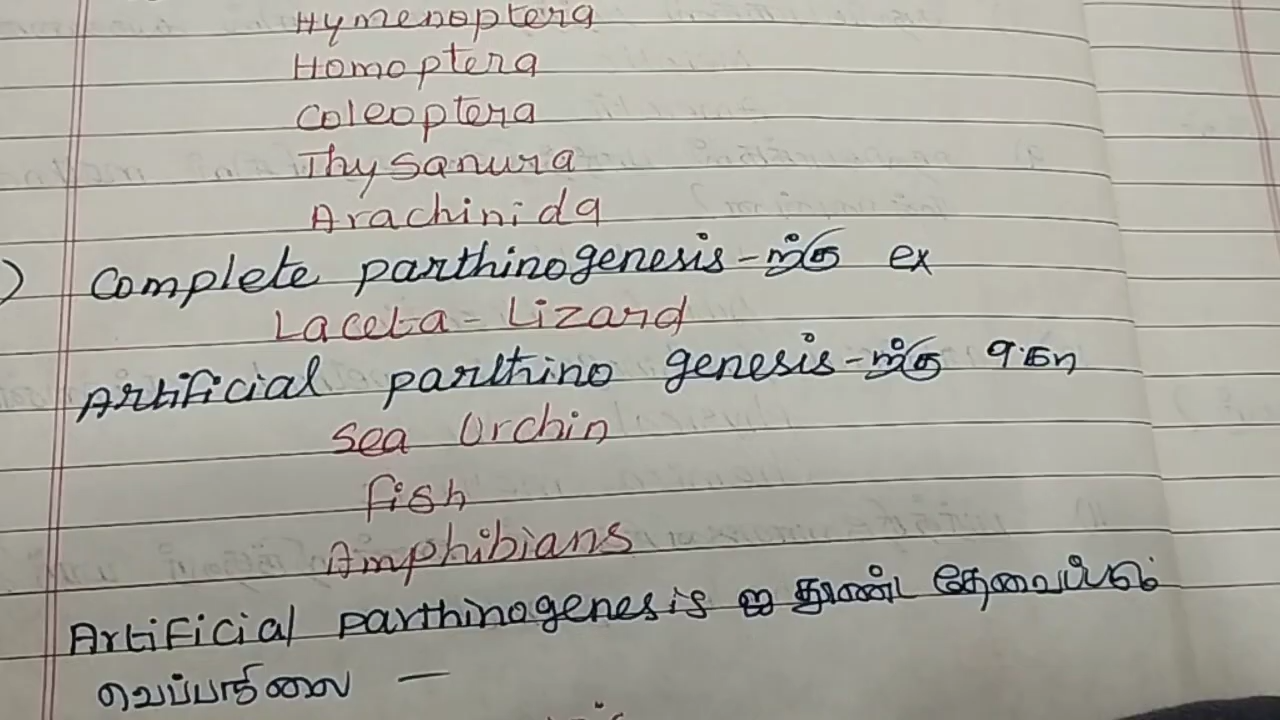 Hymenoptera
Homoptera
Coleoptera
Thysanura
Arachinida
) Complete parthinogenesis-ற்கு ex
Laceta - Lizard
Artificial parthino genesis-ற்கு எ.கா
Sea Urchin
fish
Amphibians
Artificial parthinogenesis ஐ தூண்ட தேவைப்படும்
வெப்பநிலை —